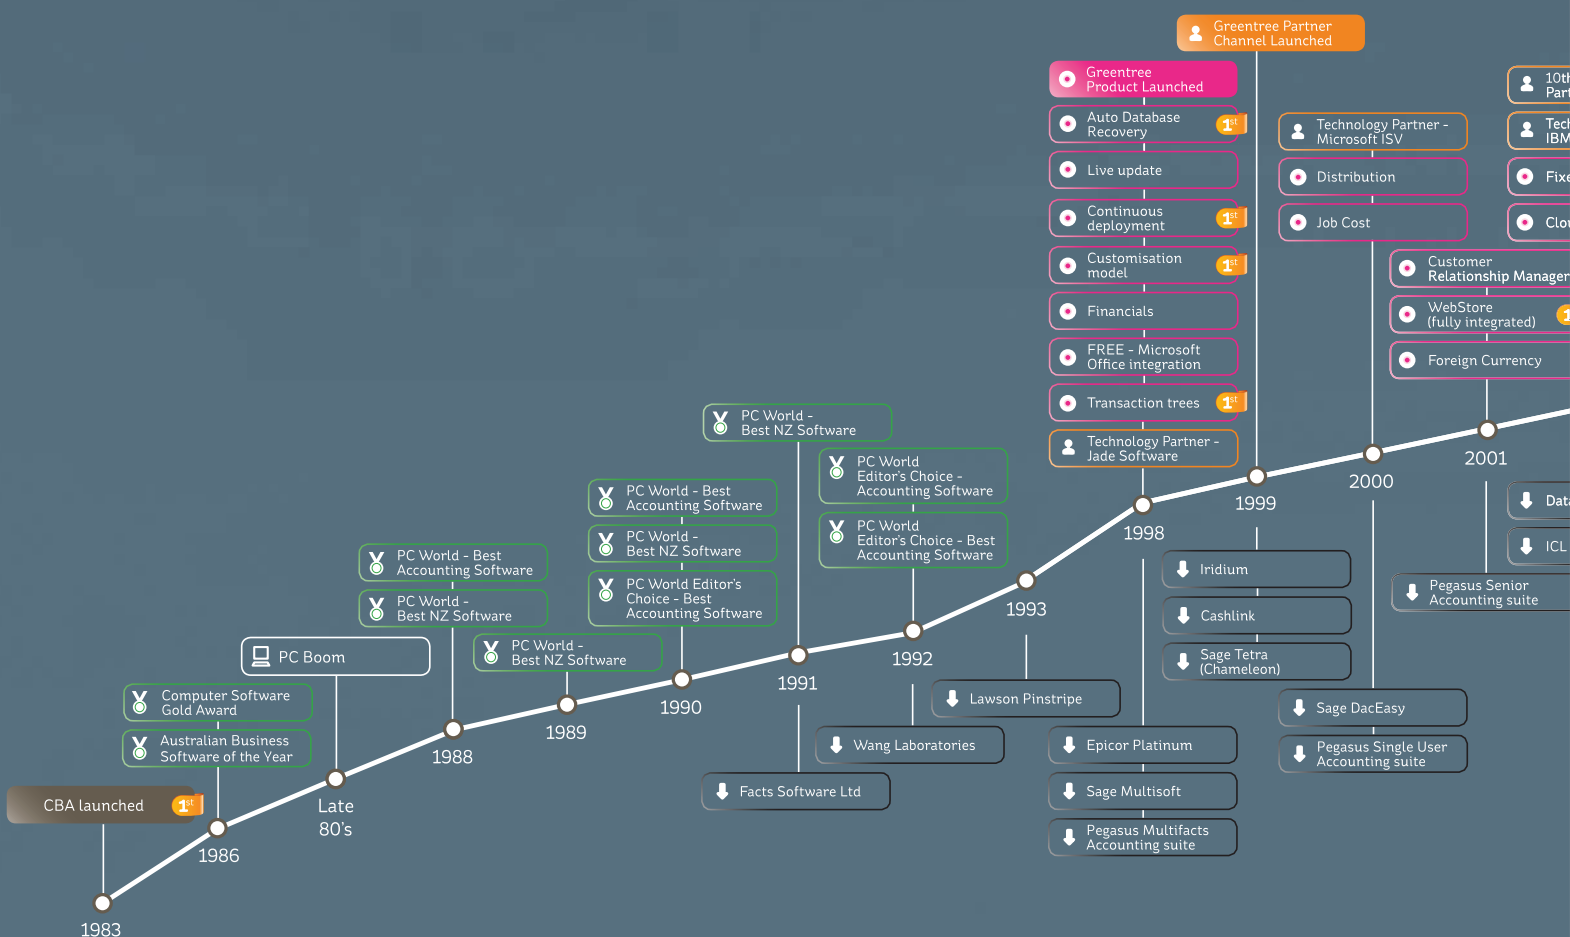 Greentree Partner
Channel Launched
Greentree
Product Launched
Auto Database
Recovery
1st
Live update
Continuous
deployment
1st
Customisation
model
1st
Financials
FREE - Microsoft
Office integration
Transaction trees
1st
Technology Partner -
Jade Software
Technology Partner -
Microsoft ISV
Distribution
Job Cost
10th
Part
Tech
IBM
Fixe
Clou
Customer
Relationship Manager
WebStore
(fully integrated)
1
Foreign Currency
PC World -
Best NZ Software
PC World
Editor's Choice -
Accounting Software
PC World
Editor's Choice - Best
Accounting Software
PC World - Best
Accounting Software
PC World -
Best NZ Software
PC World Editor's
Choice - Best
Accounting Software
PC World - Best
Accounting Software
PC World -
Best NZ Software
PC World -
Best NZ Software
PC Boom
Computer Software
Gold Award
Australian Business
Software of the Year
CBA launched
1st
1983
1986
Late
80's
1988
1989
1990
1991
1992
1993
1998
1999
2000
2001
Data
ICL
Pegasus Senior
Accounting suite
Iridium
Cashlink
Sage Tetra
(Chameleon)
Sage DacEasy
Pegasus Single User
Accounting suite
Lawson Pinstripe
Wang Laboratories
Facts Software Ltd
Epicor Platinum
Sage Multisoft
Pegasus Multifacts
Accounting suite